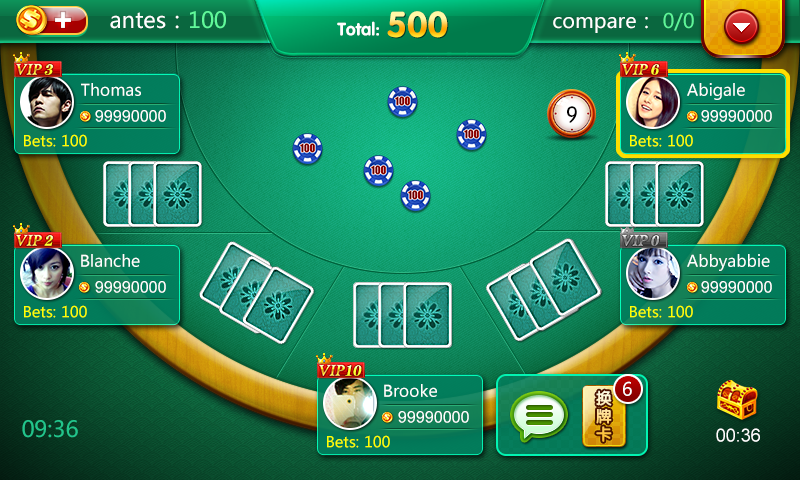 antes : 100
Total: 500
compare : 0/0
VIP 3
Thomas
99990000
Bets: 100
VIP 6
Abigale
99990000
Bets: 100
100
100
100
100
100
9
VIP 2
Blanche
99990000
Bets: 100
VIP 0
Abbyabbie
99990000
Bets: 100
VIP10
Brooke
99990000
Bets: 100
换牌卡
6
09:36
00:36